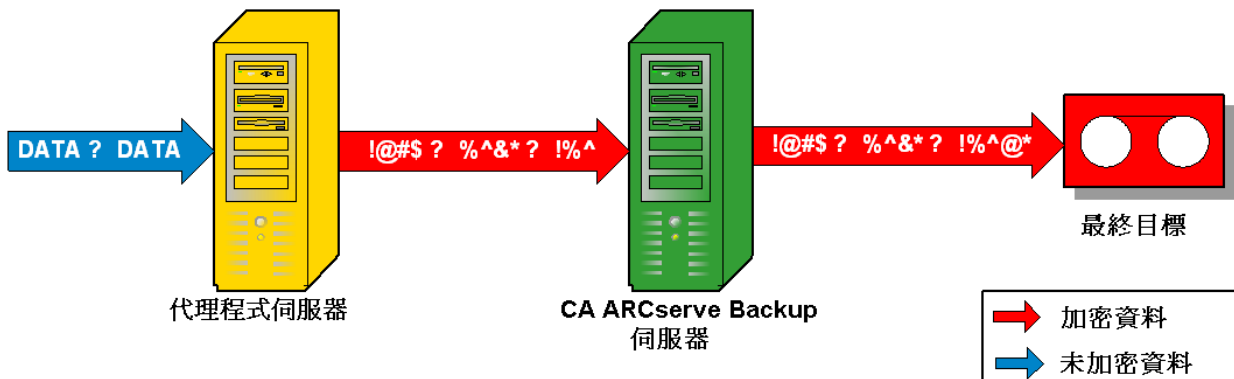 DATA ? DATA
!@#$ ? %^&* ? !%^
!@#$ ? %^&* ? !%^@*
代理程式伺服器
CA ARCserve Backup
伺服器
最終目標
加密資料
未加密資料